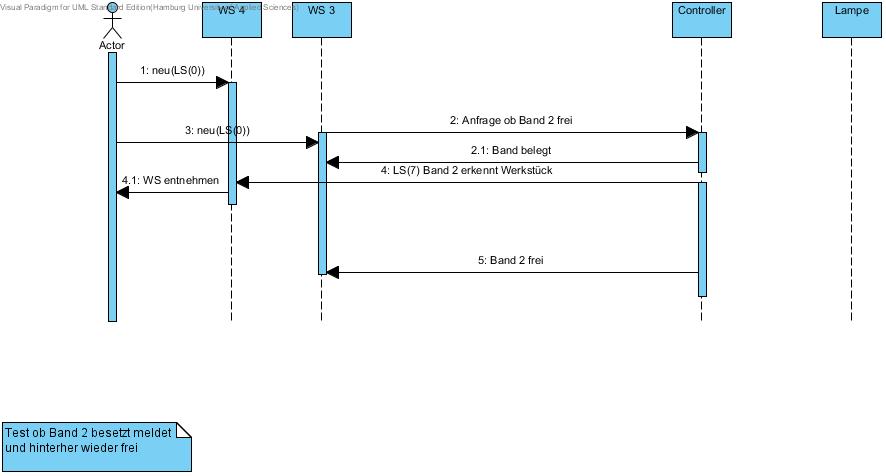 Visual Paradigm for UML Standard Edition(Hamburg University of Applied Sciences)
WS 4
WS 3
Controller
Lampe
Actor
1: neu(LS(0))
2: Anfrage ob Band 2 frei
3: neu(LS(0))
2.1: Band belegt
4: LS(7) Band 2 erkennt Werkstück
4.1: WS entnehmen
5: Band 2 frei
Test ob Band 2 besetzt meldet
und hinterher wieder frei